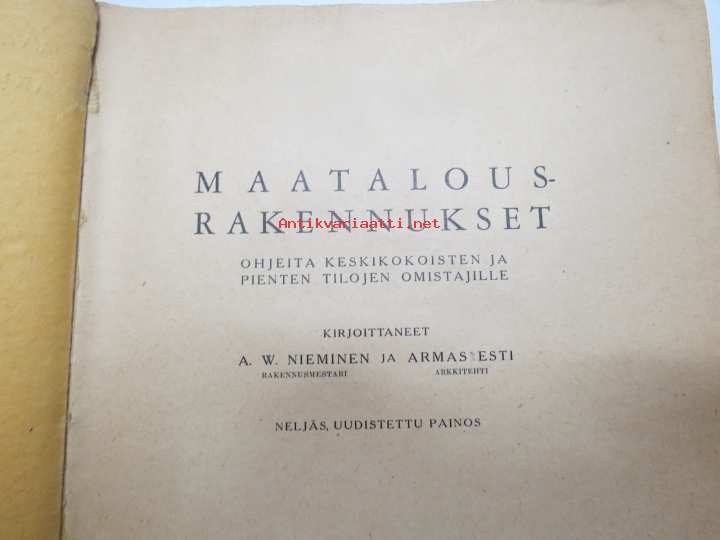 MAATALOUS-
RAKENNUKSET
Antikvariaatti.net
OHJEITA KESKIKOKOISTEN JA
PIENTEN TILOJEN OMISTAJILLE
KIRJOITTANEET
A. W. NIEMINEN JA ARMAS ESTI
RAKENNUSMESTARI ARKKITEHTI
NELJÄS, UUDISTETTU PAINOS